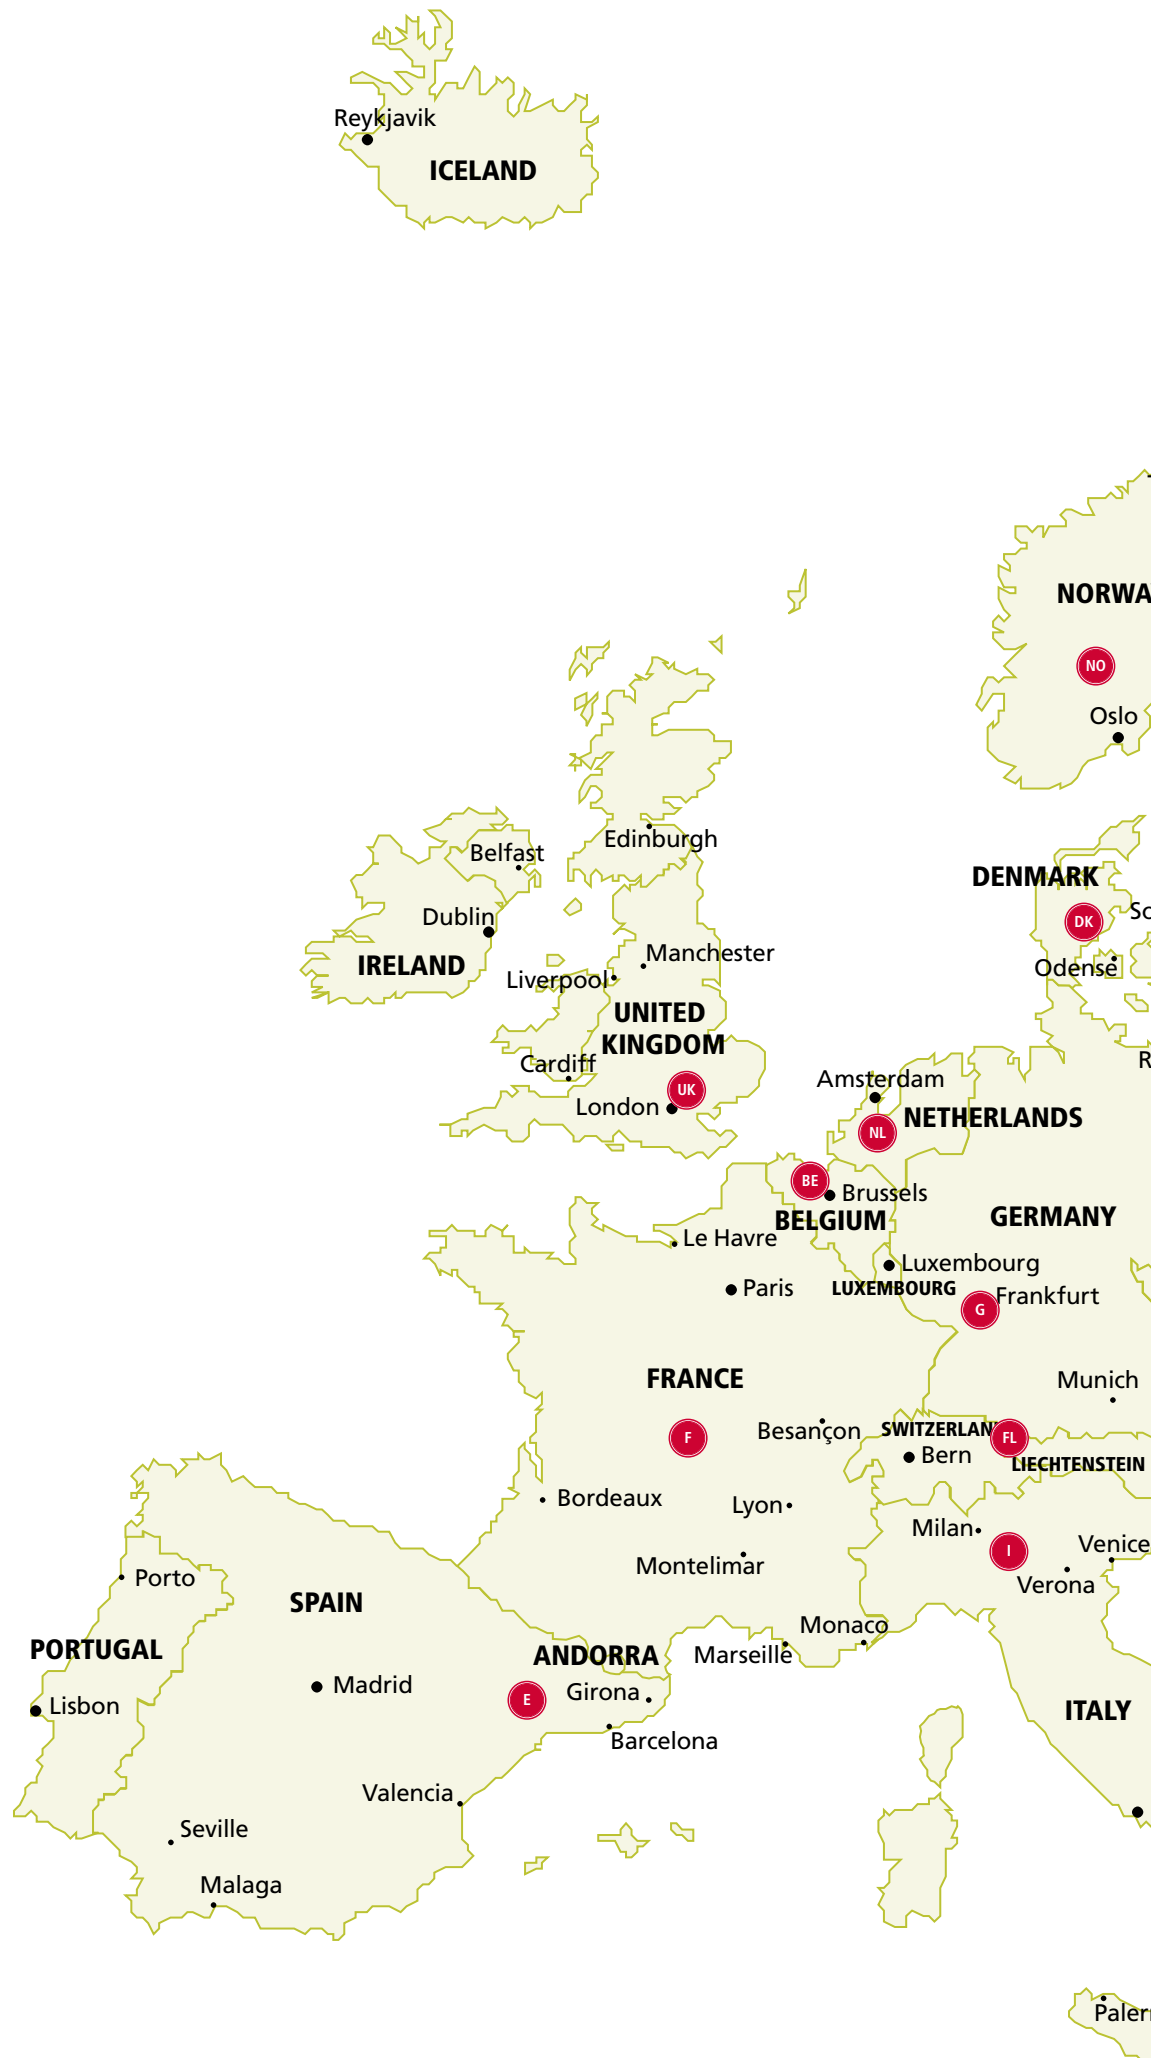 Reykjavik
ICELAND
NORWA
NO
Oslo
Edinburgh
Belfast
DENMARK
Dublin
DK
So
Manchester
IRELAND
Odense
Liverpool
UNITED
KINGDOM
Cardiff
R
Amsterdam
UK
London
NETHERLANDS
NL
BE
Brussels
BELGIUM
GERMANY
Le Havre
Luxembourg
Paris
LUXEMBOURG
Frankfurt
G
FRANCE
Munich
Besançon
SWITZERLAN
F
FL
Bern
LIECHTENSTEIN
Bordeaux
Lyon
Milan
I
Venice
Montelimar
Porto
Verona
SPAIN
Monaco
PORTUGAL
ANDORRA
Marseille
Madrid
E
Girona
Lisbon
ITALY
Barcelona
Valencia
Seville
Malaga
Paler